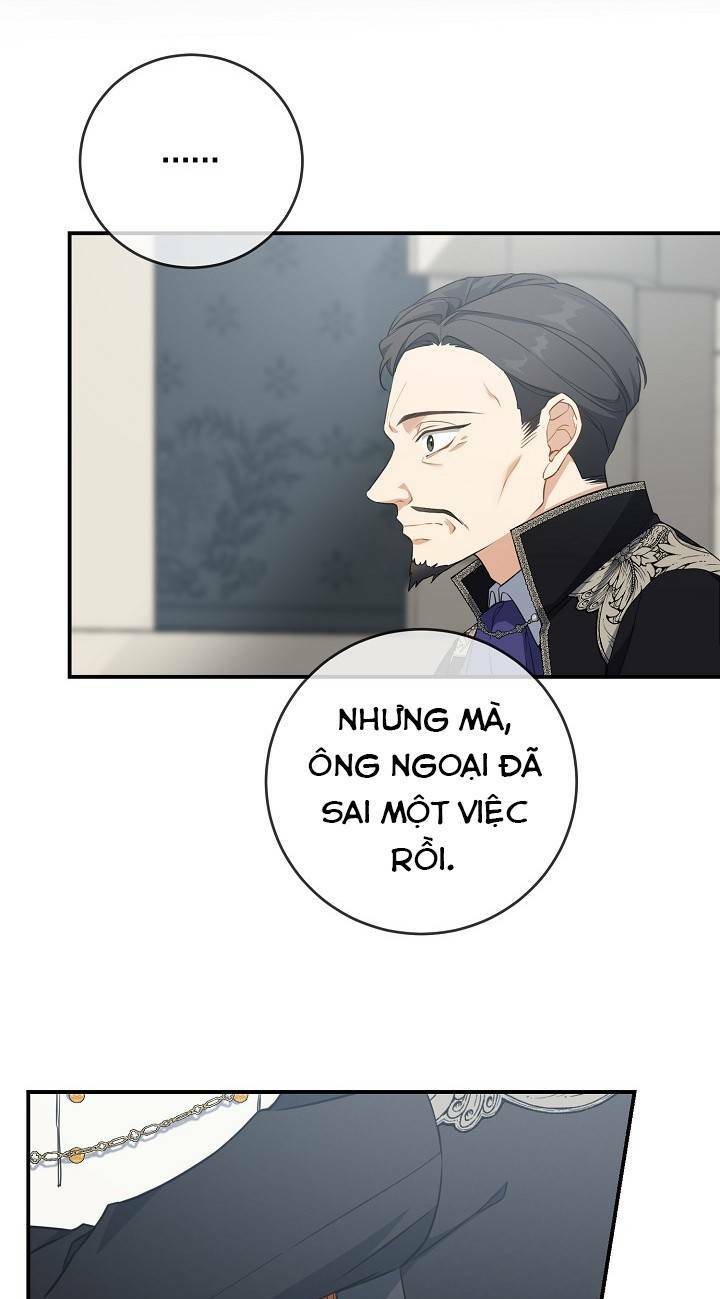 ......
NHƯNG MÀ,
ÔNG NGOẠI ĐÃ
SAI MỘT VIỆC
RỒI.